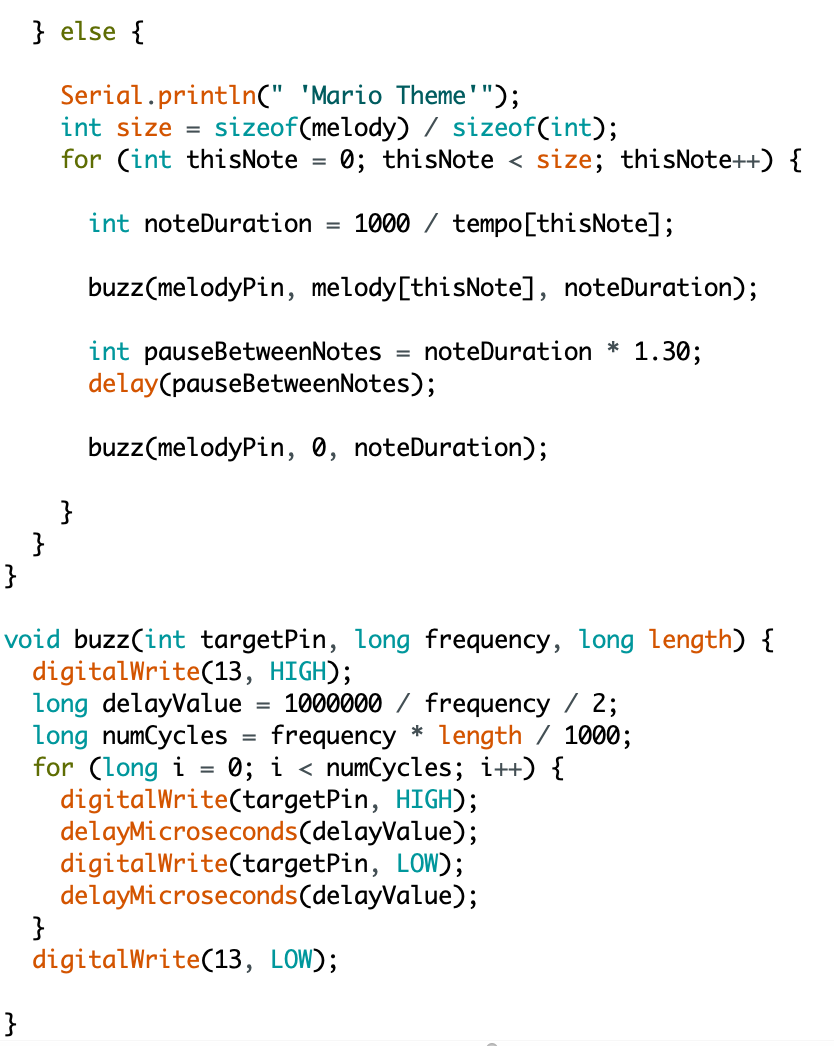 } else {
Serial.println(" 'Mario Theme'");
int size = sizeof(melody) / sizeof(int);
for (int thisNote = 0; thisNote < size; thisNote++) {
int noteDuration = 1000 / tempo[thisNote];
buzz(melodyPin, melody[thisNote], noteDuration);
int pauseBetweenNotes = noteDuration * 1.30;
delay(pauseBetweenNotes);
buzz(melodyPin, 0, noteDuration);
}
}
}
void buzz(int targetPin, long frequency, long length) {
digitalWrite(13, HIGH);
long delayValue = 1000000 / frequency / 2;
long numCycles = frequency * length / 1000;
for (long i = 0; i < numCycles; i++) {
digitalWrite(targetPin, HIGH);
delayMicroseconds(delayValue);
digitalWrite(targetPin, LOW);
delayMicroseconds(delayValue);
}
digitalWrite(13, LOW);
}